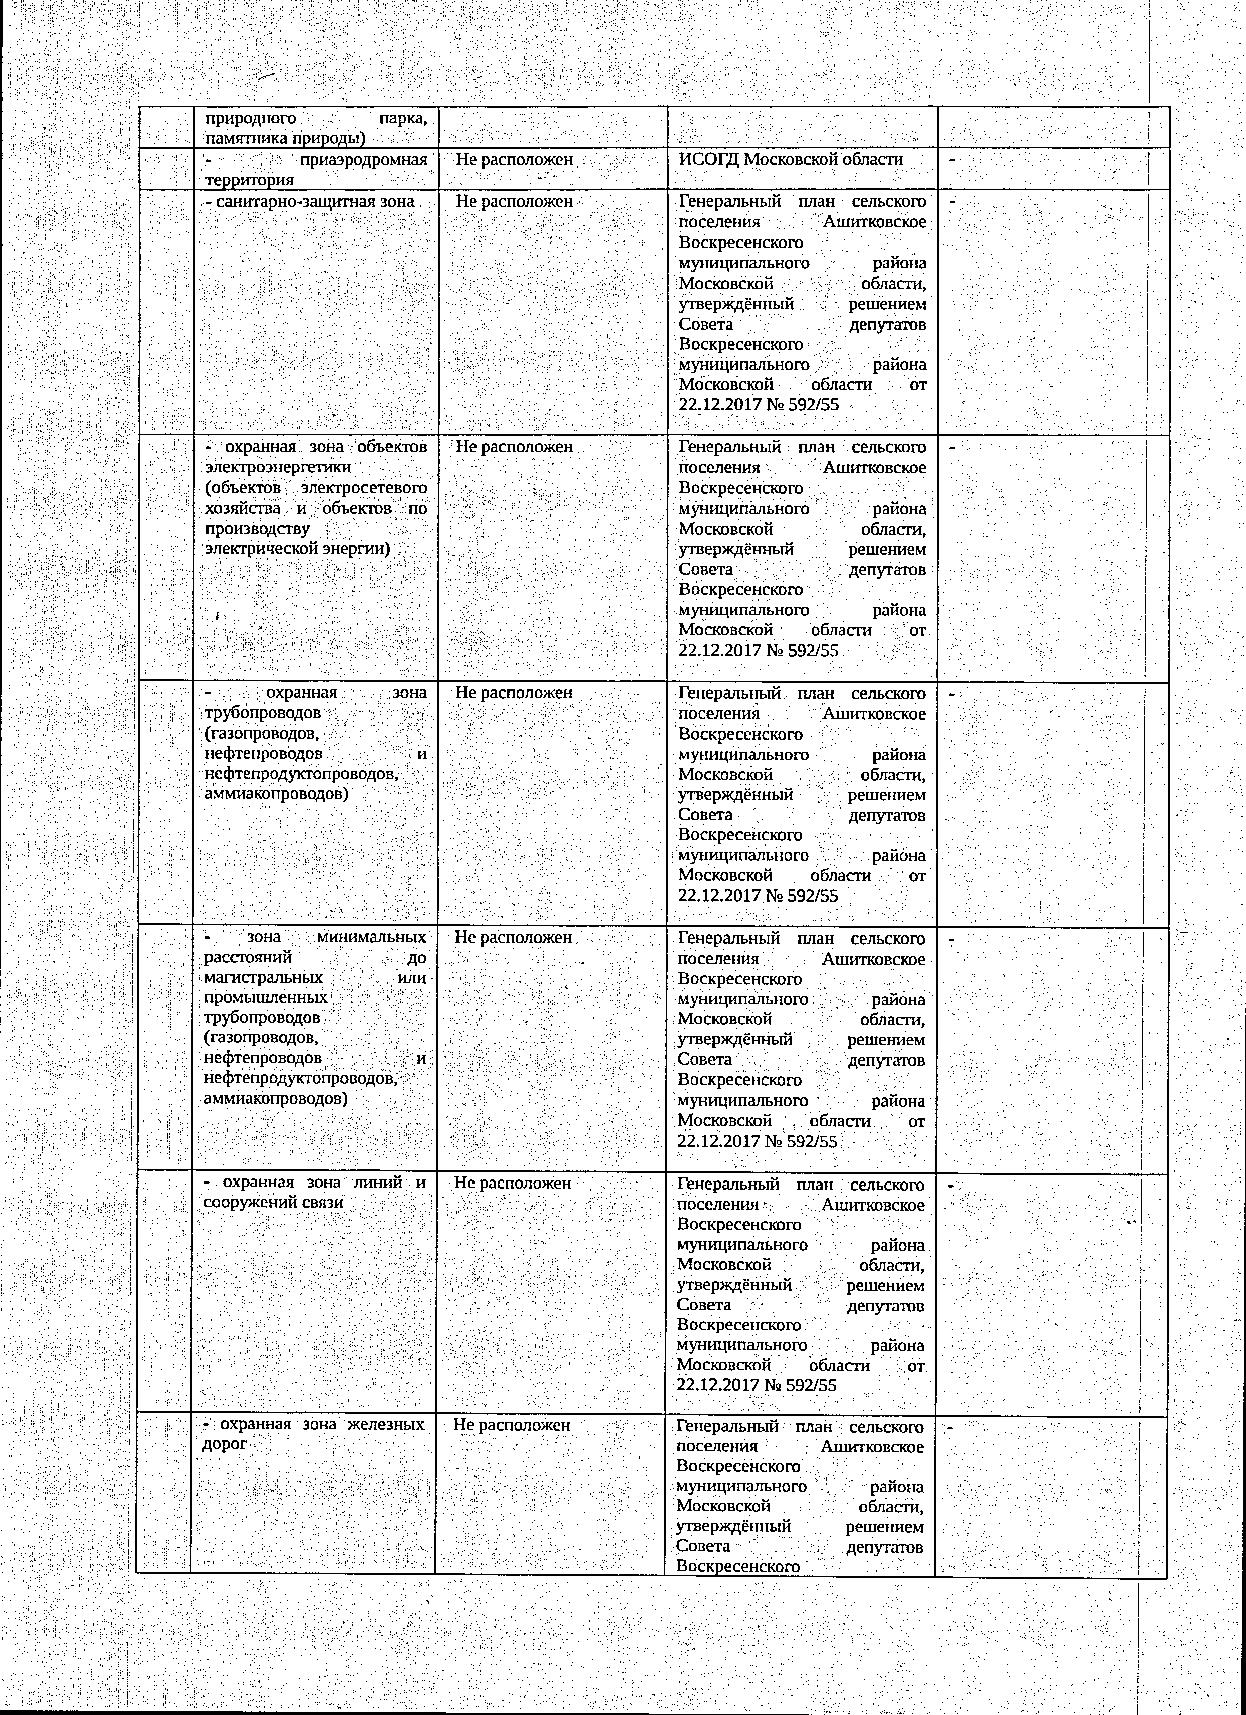 природного парка,
памятника природы)
- приаэродромная
территория
Не расположен
ИСОГД Московской области
-
- санитарно-защитная зона
Не расположен
Генеральный план сельского
поселения Ашитковское
Воскресенского
муниципального района
Московской области,
утверждённый решением
Совета депутатов
Воскресенского
муниципального района
Московской области от
22.12.2017 № 592/55
-
- охранная зона объектов
электроэнергетики
(объектов электросетевого
хозяйства и объектов по
производству
электрической энергии)
Не расположен
Генеральный план сельского
поселения Ашитковское
Воскресенского
муниципального района
Московской области,
утверждённый решением
Совета депутатов
Воскресенского
муниципального района
Московской области от
22.12.2017 № 592/55
-
- охранная зона
трубопроводов
(газопроводов,
нефтепроводов и
нефтепродуктопроводов,
аммиакопроводов)
Не расположен
Генеральный план сельского
поселения Ашитковское
Воскресенского
муниципального района
Московской области,
утверждённый решением
Совета депутатов
Воскресенского
муниципального района
Московской области от
22.12.2017 № 592/55
-
- зона минимальных
расстояний до
магистральных или
промышленных
трубопроводов
(газопроводов,
нефтепроводов и
нефтепродуктопроводов,
аммиакопроводов)
Не расположен
Генеральный план сельского
поселения Ашитковское
Воскресенского
муниципального района
Московской области,
утверждённый решением
Совета депутатов
Воскресенского
муниципального района
Московской области от
22.12.2017 № 592/55
-
- охранная зона линий и
сооружений связи
Не расположен
Генеральный план сельского
поселения Ашитковское
Воскресенского
муниципального района
Московской области,
утверждённый решением
Совета депутатов
Воскресенского
муниципального района
Московской области от
22.12.2017 № 592/55
-
- охранная зона железных
дорог
Не расположен
Генеральный план сельского
поселения Ашитковское
Воскресенского
муниципального района
Московской области,
утверждённый решением
Совета депутатов
Воскресенского
-